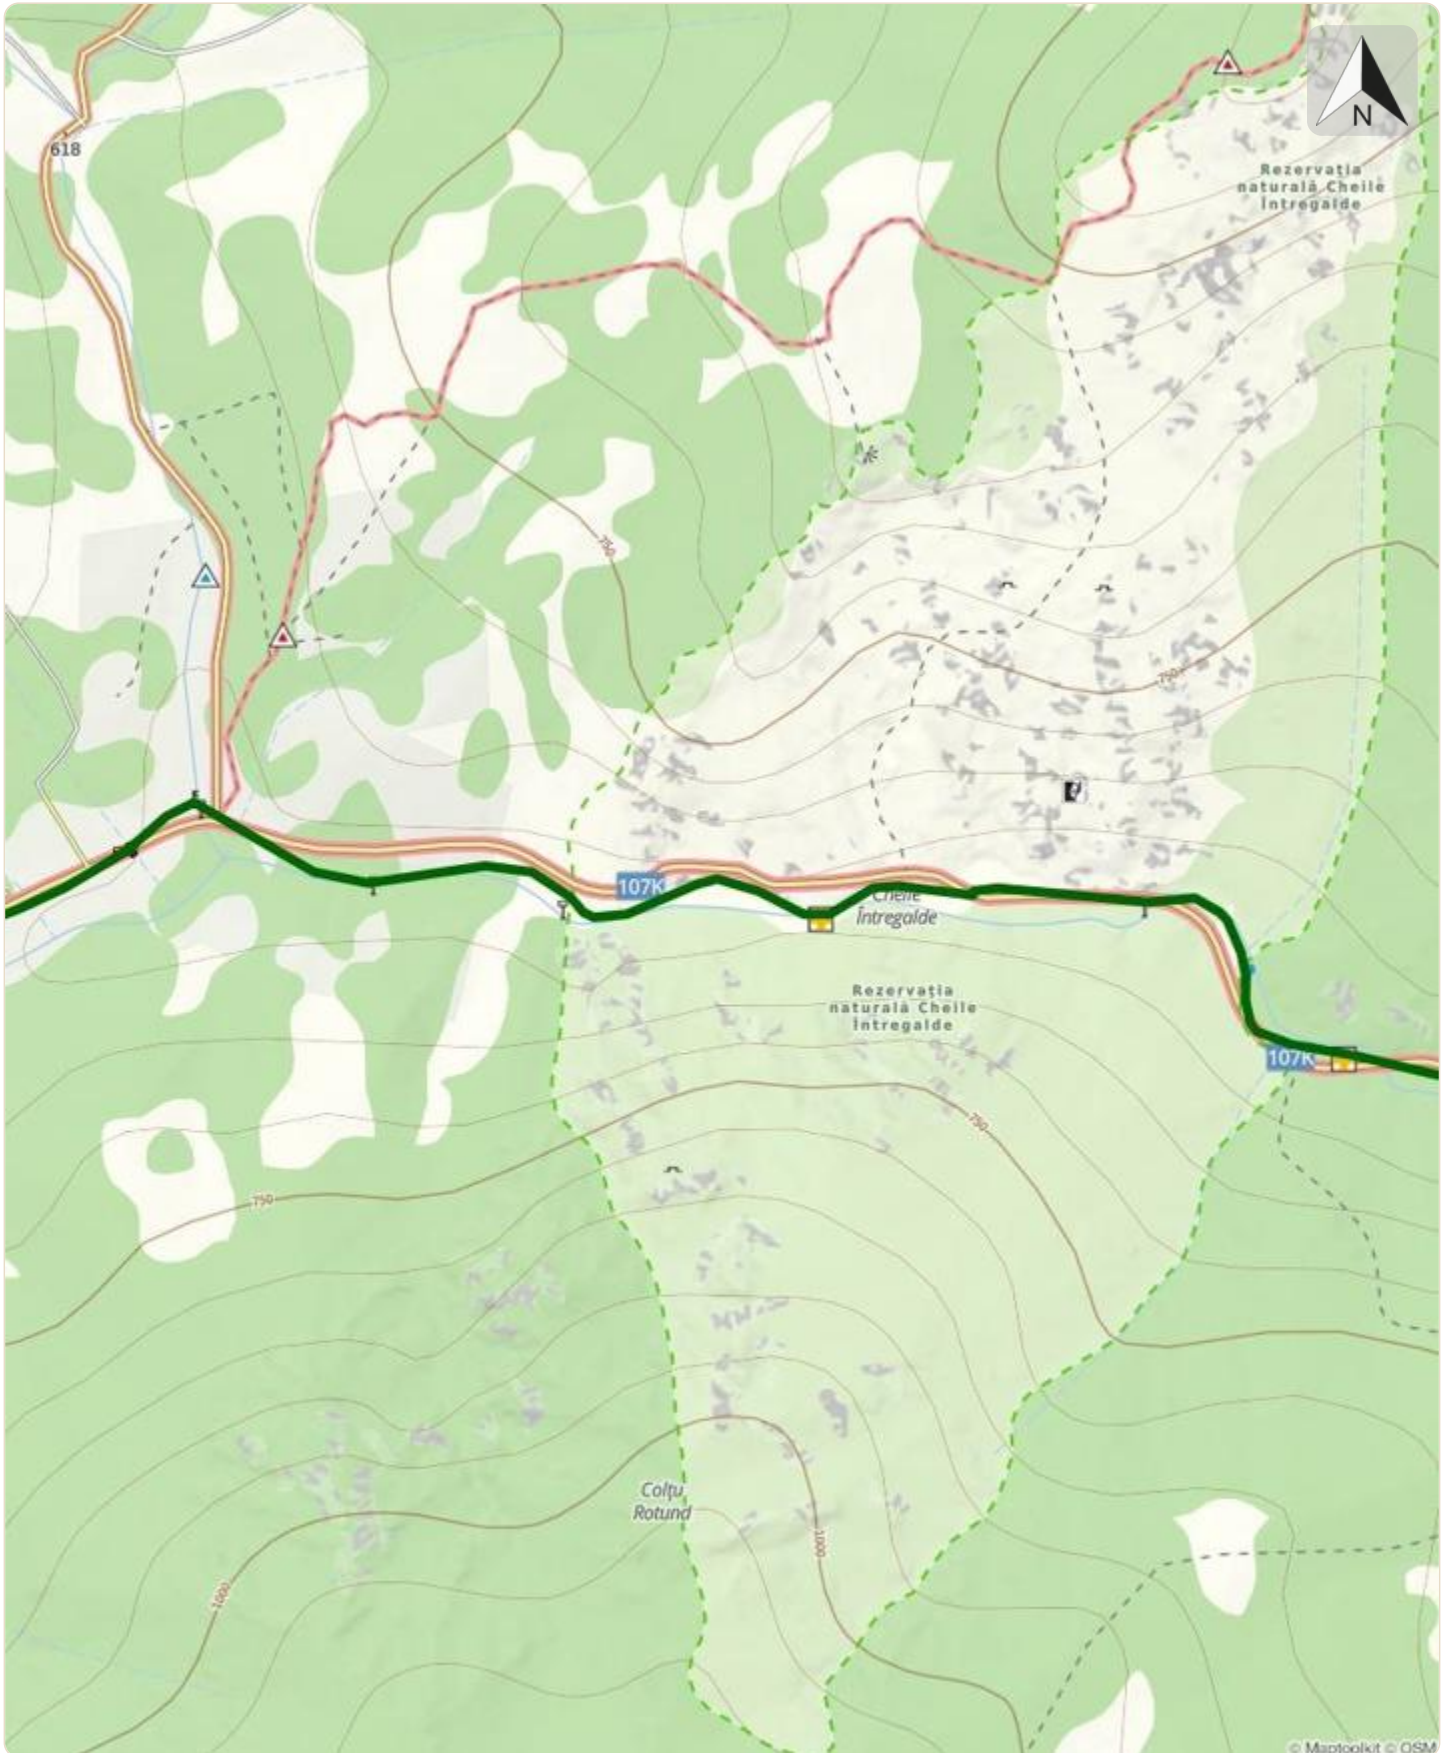 N
618
Rezervația
naturală Cheile
Întregalde
750
750
107K
Cheile
Întregalde
Rezervația
naturală Cheile
Întregalde
107K
750
750
Colțu
Rotund
1000
1000
© Maptoolkit © OSM